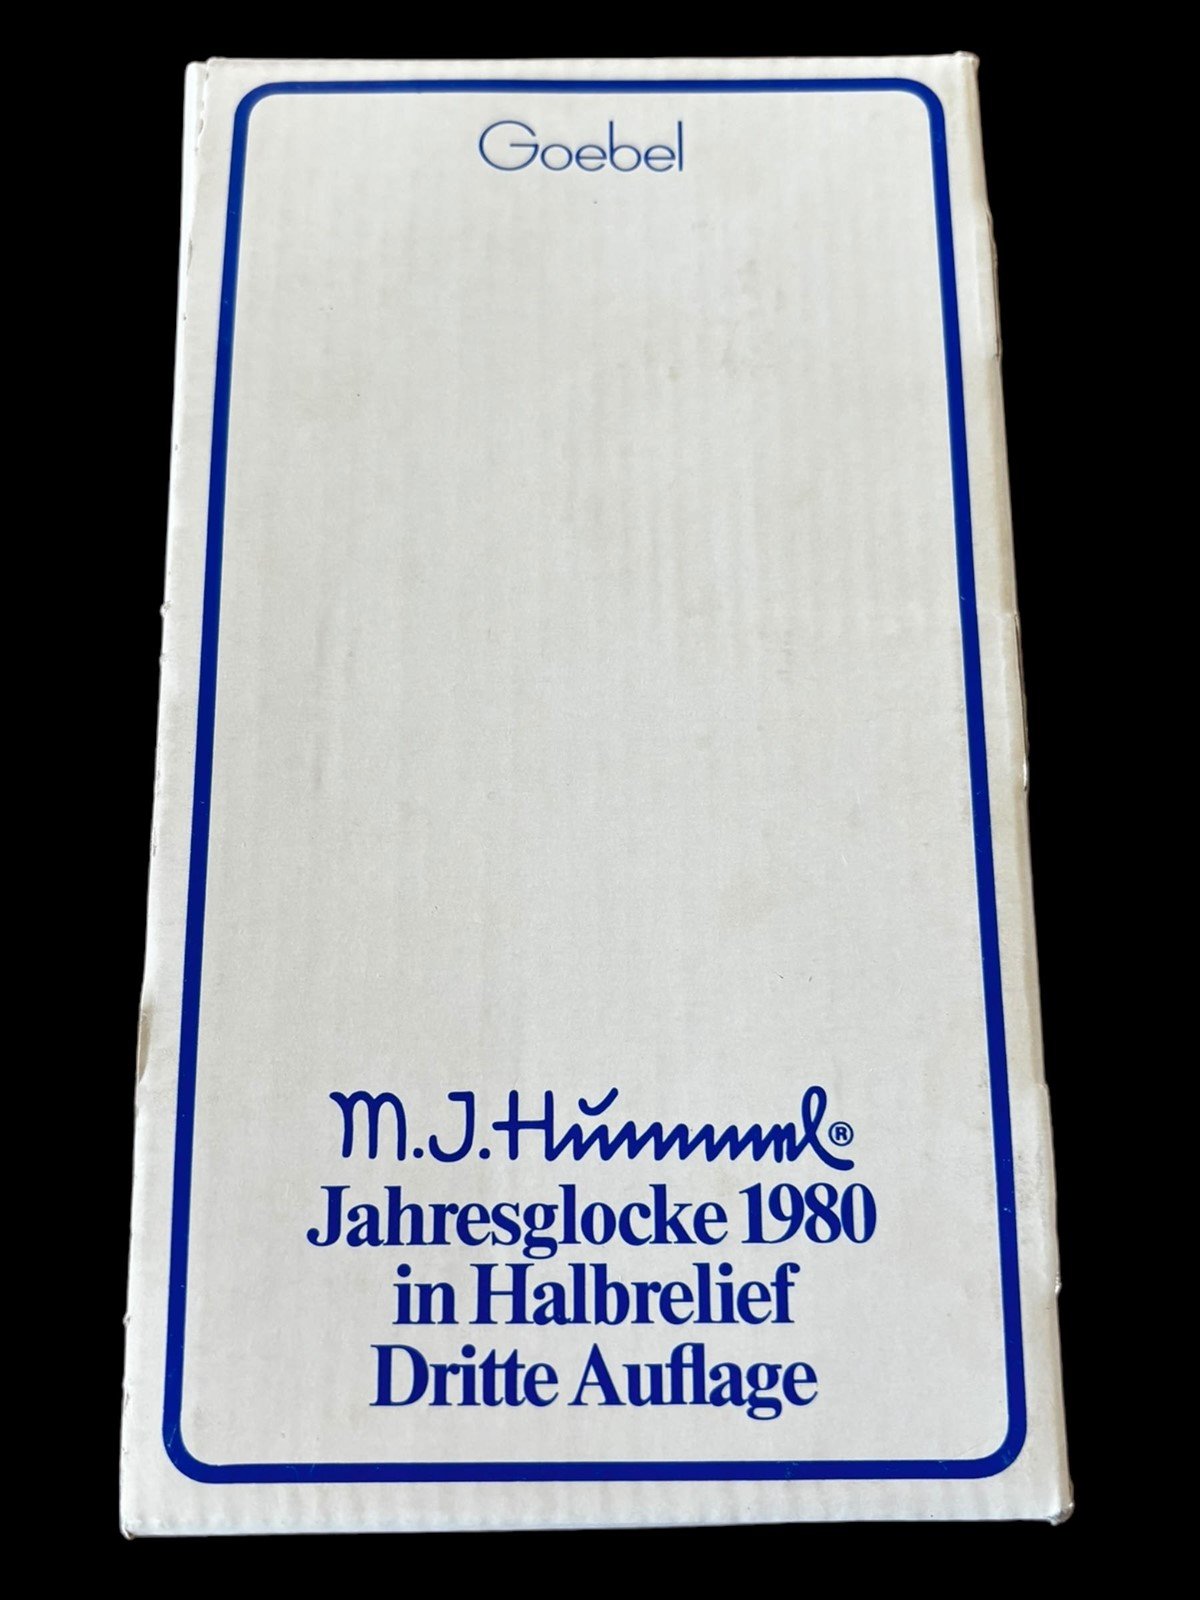 Goebel
M.J.Hummel®
Jahresglocke 1980
in Halbrelief
Dritte Auflage